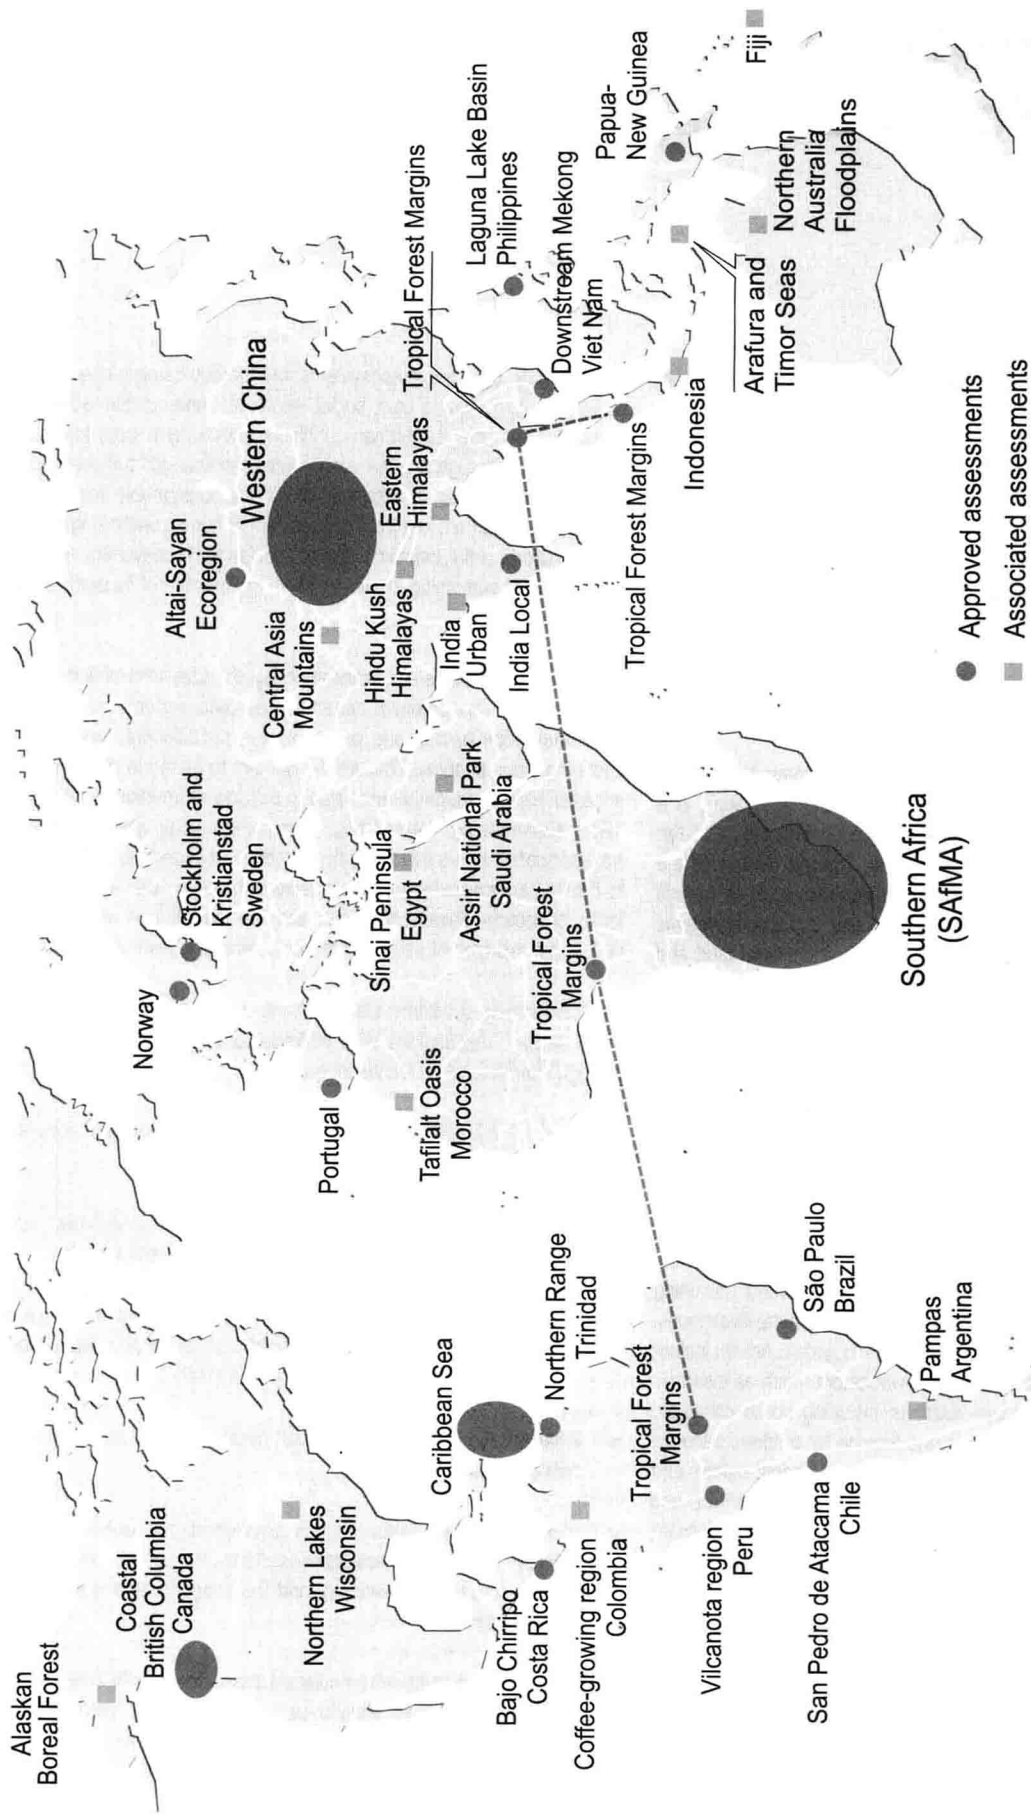 Alaskan
Boreal Forest
Coastal
British Columbia
Canada
Northern Lakes
Wisconsin
Caribbean Sea
Bajo Chirripo
Costa Rica
Northern Range
Trinidad
Coffee-growing region
Colombia
Tropical Forest
Margins
Vilcanota region
Peru
São Paulo
Brazil
San Pedro de Atacama
Chile
Pampas
Argentina
Norway
Stockholm and
Kristianstad
Sweden
Portugal
Tafilalt Oasis
Morocco
Sinai Peninsula
Egypt
Assir National Park
Saudi Arabia
Tropical Forest
Margins
Southern Africa
(SAfMA)
Altai-Sayan
Ecoregion
Western China
Central Asia
Mountains
Hindu Kush
Himalayas
Eastern
Himalayas
India
Urban
India Local
Tropical Forest Margins
Laguna Lake Basin
Philippines
Downstream Mekong
Viet Nam
Tropical Forest Margins
Indonesia
Papua-
New Guinea
Fiji
Arafura and
Timor Seas
Northern
Australia
Floodplains
Approved assessments
Associated assessments